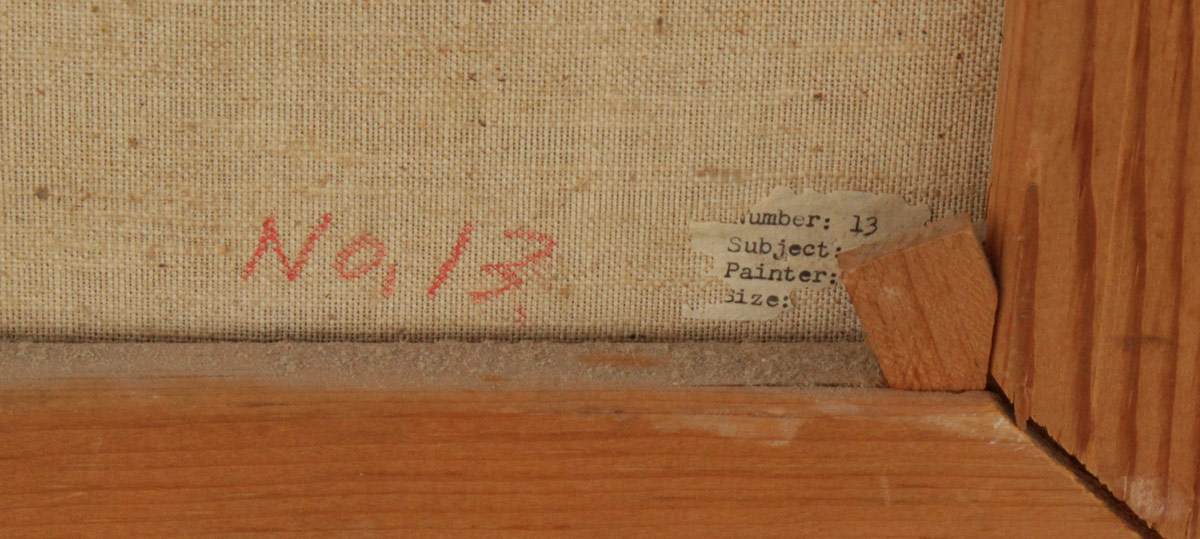 No, 13
Number: 13
Subject:
Painter:
Size: